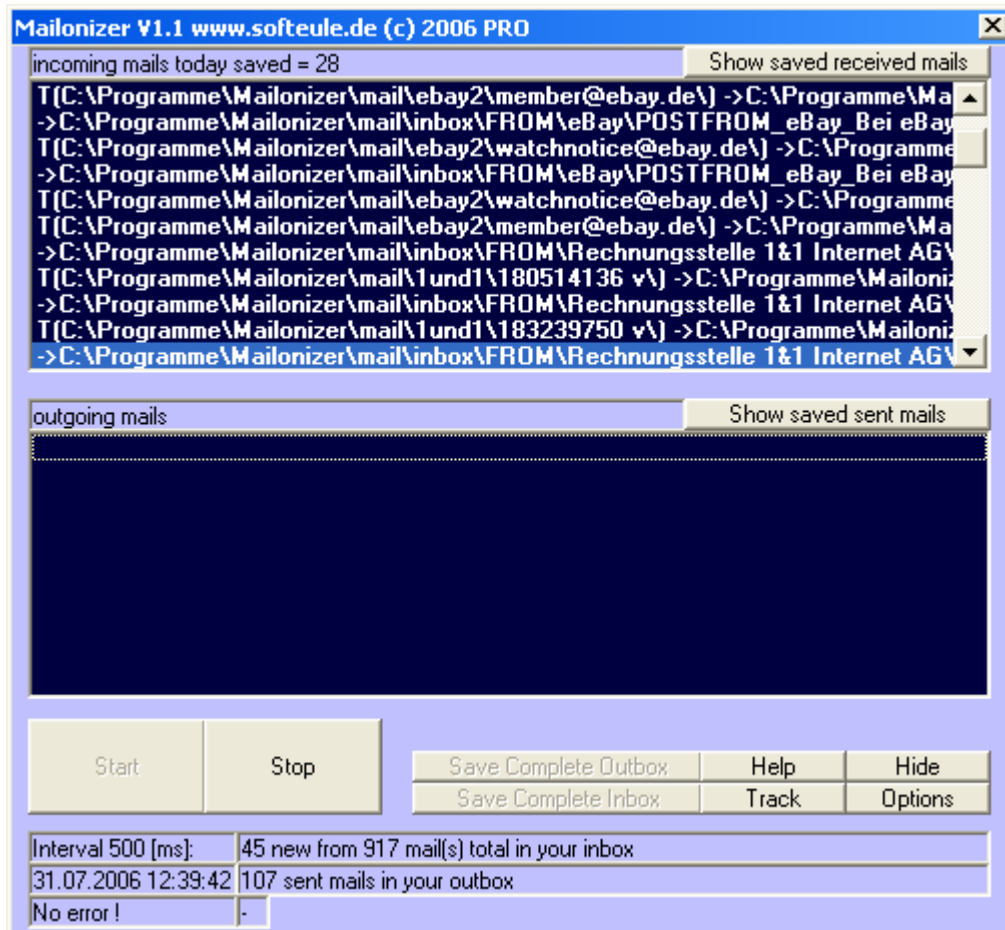 Mailonizer V1.1 www.softeule.de (c) 2006 PRO
incoming mails today saved = 28
Show saved received mails
T(C:\Programme\Mailonizer\mail\ebay2\member@ebay.de\) ->C:\Programme\Ma
->C:\Programme\Mailonizer\mail\inbox\FROM\eBay\POSTFROM_eBay_Bei eBay
T(C:\Programme\Mailonizer\mail\ebay2\watchnotice@ebay.de\) ->C:\Programme
->C:\Programme\Mailonizer\mail\inbox\FROM\eBay\POSTFROM_eBay_Bei eBay
T(C:\Programme\Mailonizer\mail\ebay2\watchnotice@ebay.de\) ->C:\Programme
T(C:\Programme\Mailonizer\mail\ebay2\member@ebay.de\) ->C:\Programme\Ma
->C:\Programme\Mailonizer\mail\inbox\FROM\Rechnungsstelle 1&1 Internet AG\
T(C:\Programme\Mailonizer\mail\1und1\180514136 v\) ->C:\Programme\Mailoniz
->C:\Programme\Mailonizer\mail\inbox\FROM\Rechnungsstelle 1&1 Internet AG\
T(C:\Programme\Mailonizer\mail\1und1\183239750 v\) ->C:\Programme\Mailoniz
->C:\Programme\Mailonizer\mail\inbox\FROM\Rechnungsstelle 1&1 Internet AG\
outgoing mails
Show saved sent mails
Start
Stop
Save Complete Outbox
Help
Hide
Save Complete Inbox
Track
Options
Interval 500 [ms]:
45 new from 917 mail(s) total in your inbox
31.07.2006 12:39:42
107 sent mails in your outbox
No error !
-